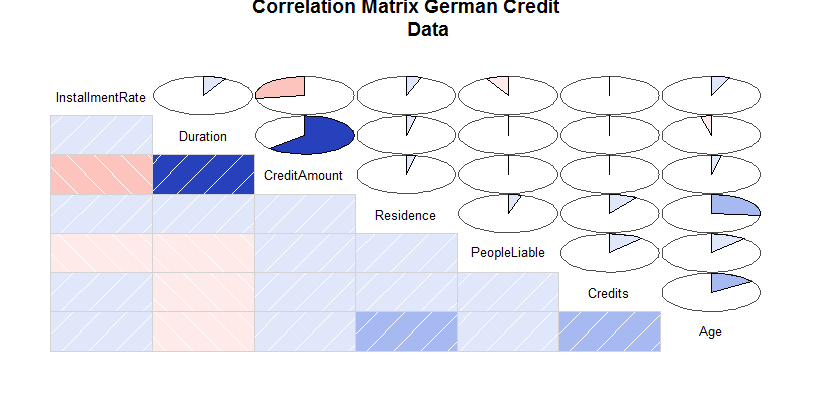 Correlation Matrix German Credit
Data
InstallmentRate
Duration
CreditAmount
Residence
PeopleLiable
Credits
Age